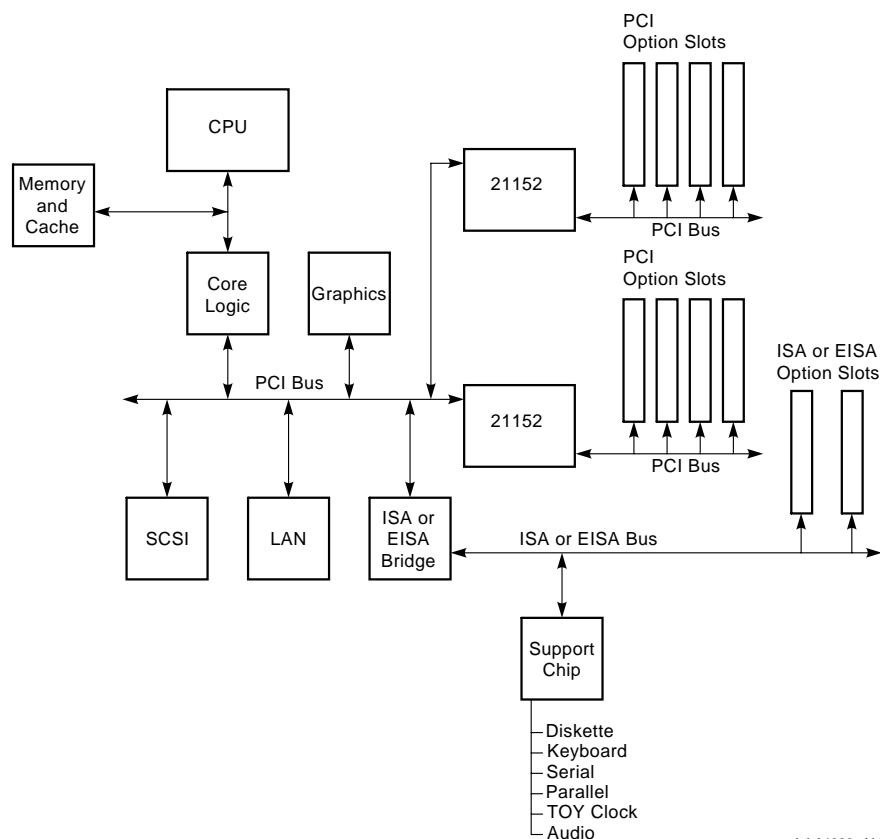 PCI
Option Slots
CPU
21152
Memory
and
Cache
PCI Bus
PCI
Option Slots
Core
Logic
Graphics
ISA or EISA
Option Slots
PCI Bus
21152
PCI Bus
SCSI
LAN
ISA or
EISA
Bridge
ISA or EISA Bus
Support
Chip
Diskette
Keyboard
Serial
Parallel
TOY Clock
Audio